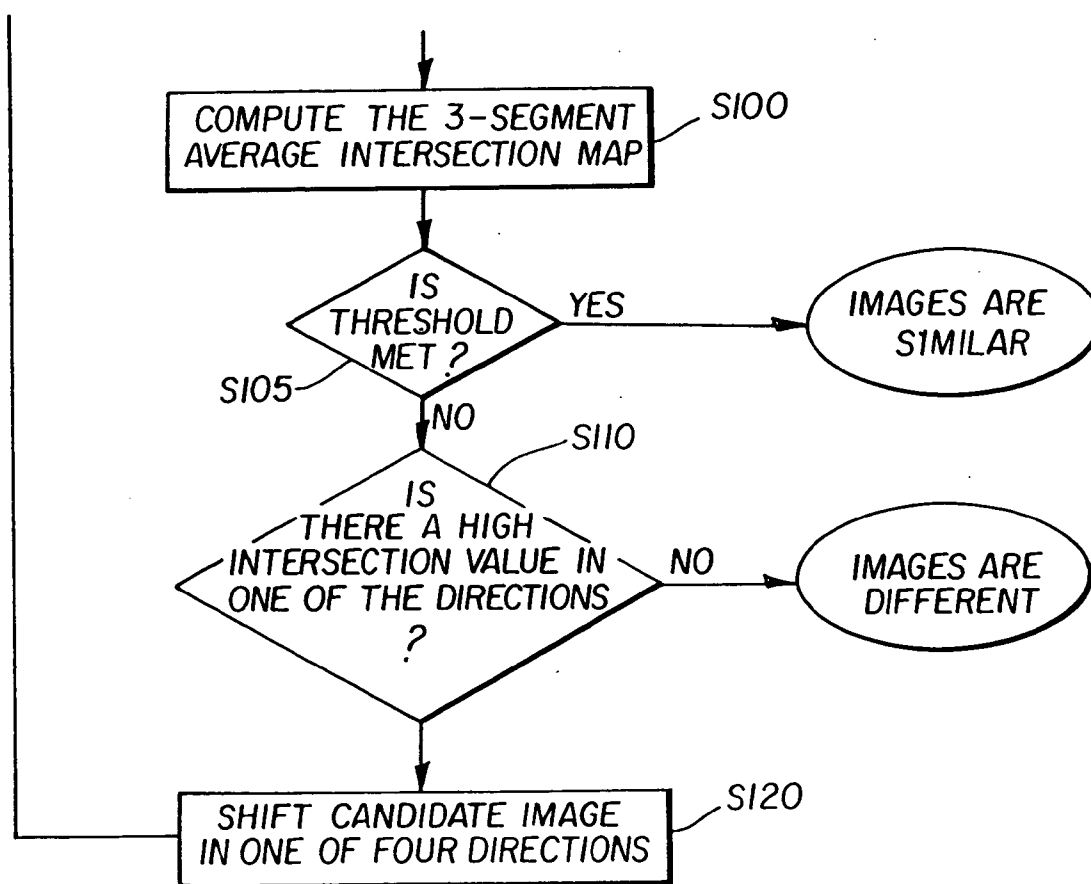 COMPUTE THE 3-SEGMENT
AVERAGE INTERSECTION MAP
S100
IS
THRESHOLD
MET ?
S105
YES
IMAGES ARE
SIMILAR
NO
S110
IS
THERE A HIGH
INTERSECTION VALUE IN
ONE OF THE DIRECTIONS
?
NO
IMAGES ARE
DIFFERENT
S120
SHIFT CANDIDATE IMAGE
IN ONE OF FOUR DIRECTIONS